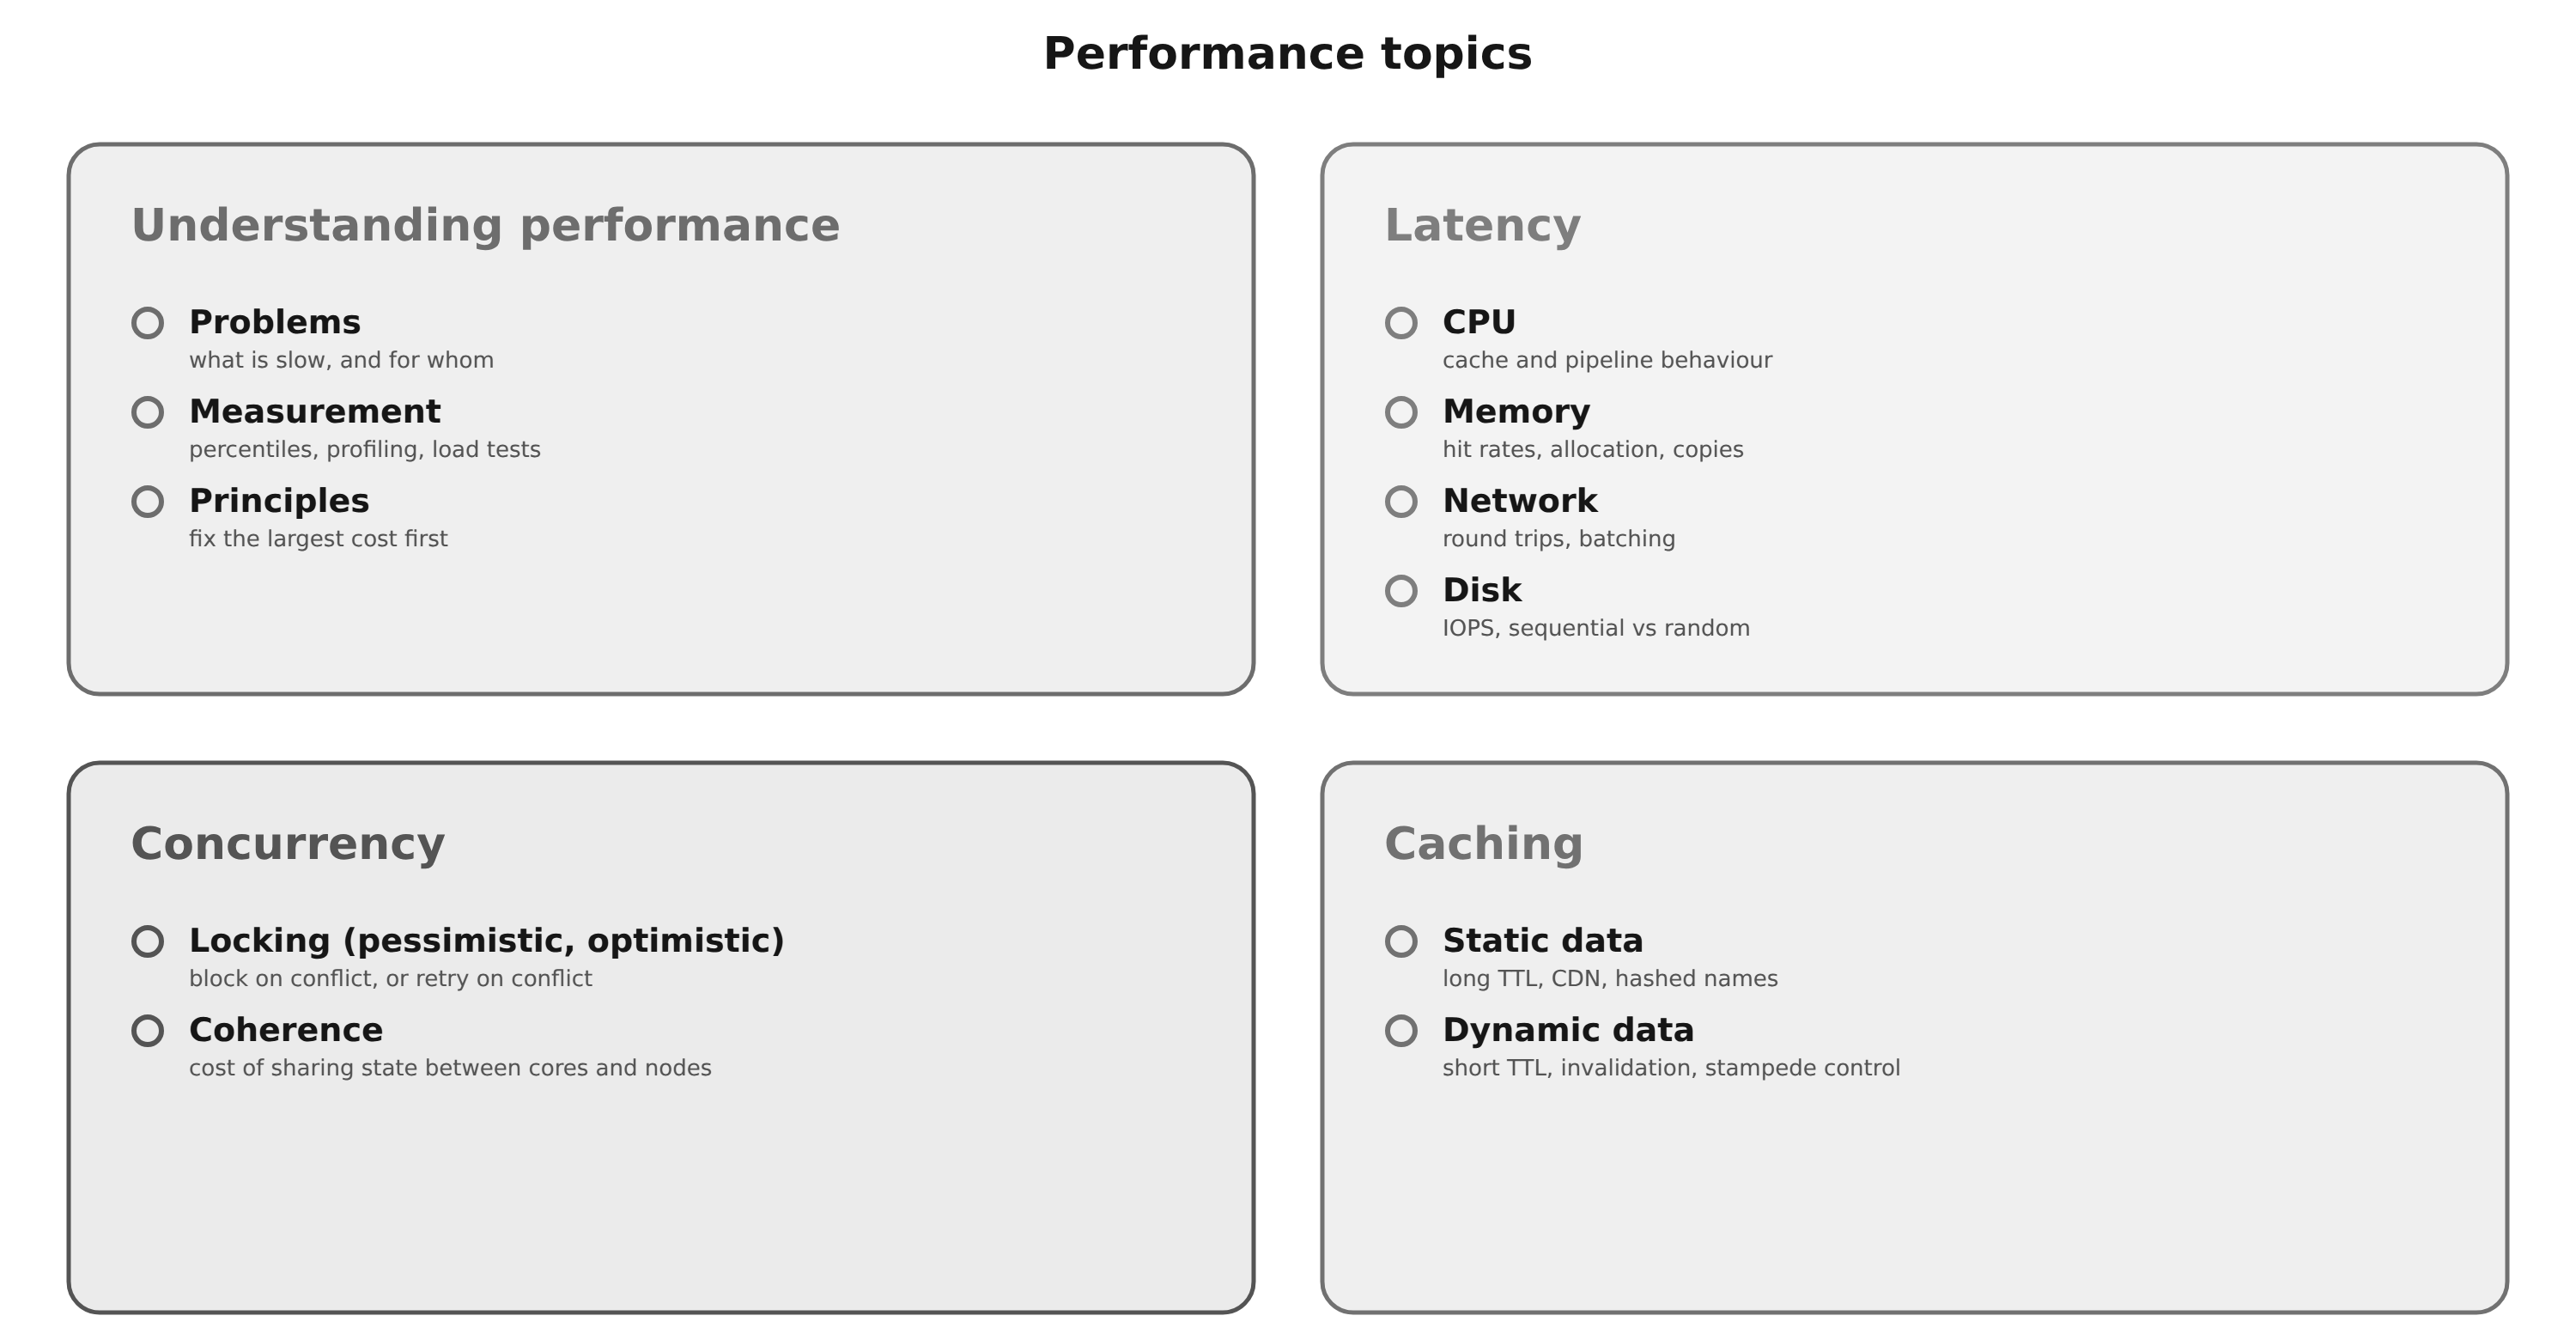 Performance topics
Understanding performance
Problems
what is slow, and for whom
Measurement
percentiles, profiling, load tests
Principles
fix the largest cost first
Latency
CPU
cache and pipeline behaviour
Memory
hit rates, allocation, copies
Network
round trips, batching
Disk
IOPS, sequential vs random
Concurrency
Locking (pessimistic, optimistic)
block on conflict, or retry on conflict
Coherence
cost of sharing state between cores and nodes
Caching
Static data
long TTL, CDN, hashed names
Dynamic data
short TTL, invalidation, stampede control